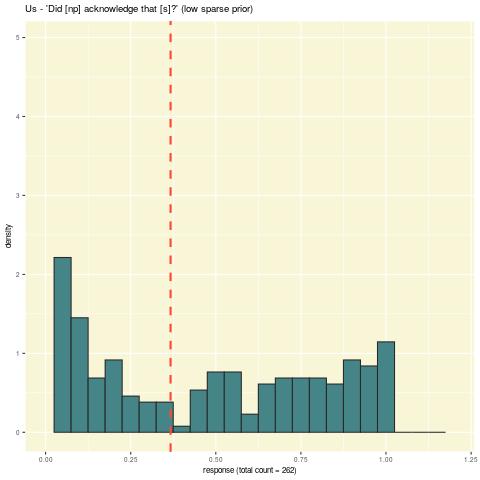 Us - 'Did [np] acknowledge that [s]?' (low sparse prior)
5
4
3
2
1
0
density
0.00 0.25 0.50 0.75 1.00 1.25
response (total count = 262)